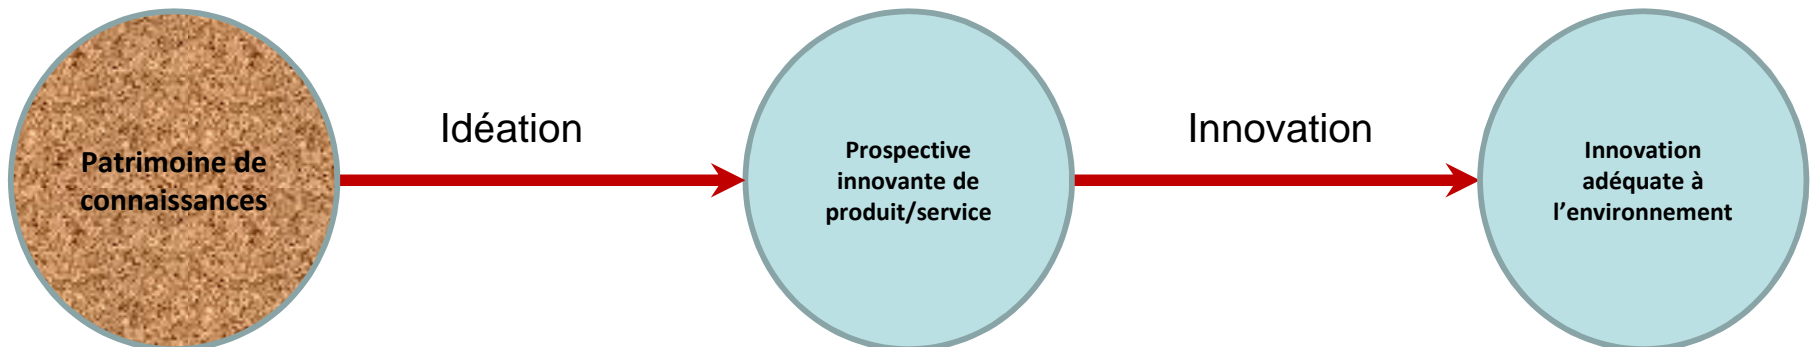 Patrimoine de
connaissances
Idéation
Prospective
innovante de
produit/service
Innovation
Innovation
adéquate à
l’environnement